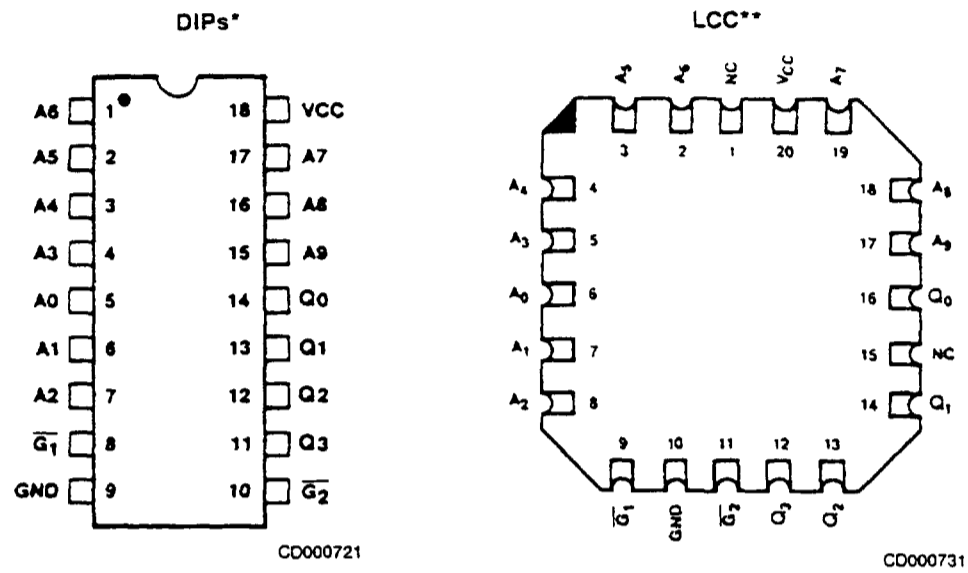 DIPs*
A6 1 18 VCC
A5 2 17 A7
A4 3 16 A8
A3 4 15 A9
A0 5 14 Q0
A1 6 13 Q1
A2 7 12 Q2
G̅₁̅ 8 11 Q3
GND 9 10 G̅₂̅
CD000721
LCC**
A₅ A₆ NC VCC A₇
3 2 1 20 19
A₄ 4 18 A₈
A₃ 5 17 A₉
A₀ 6 16 Q₀
A₁ 7 15 NC
A₂ 8 14 Q₁
9 10 11 12 13
G̅₁ GND G̅₂ Q₃ Q₂
CD000731